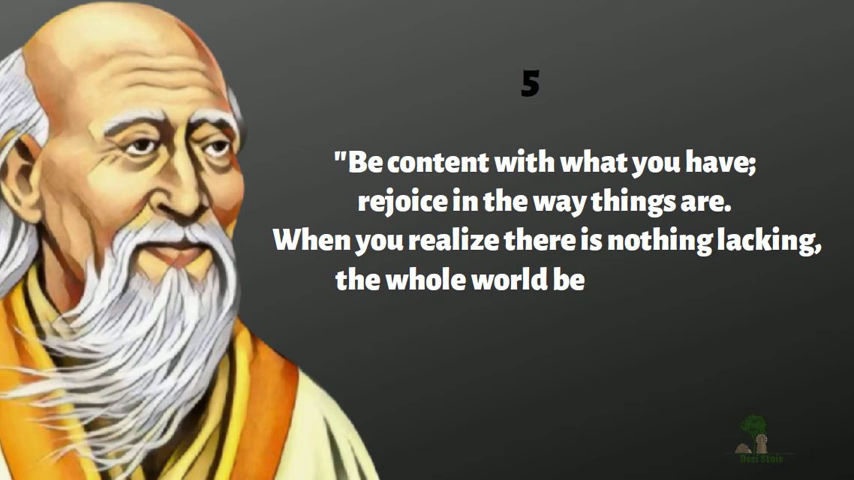 5
"Be content with what you have;
rejoice in the way things are.
When you realize there is nothing lacking,
the whole world be